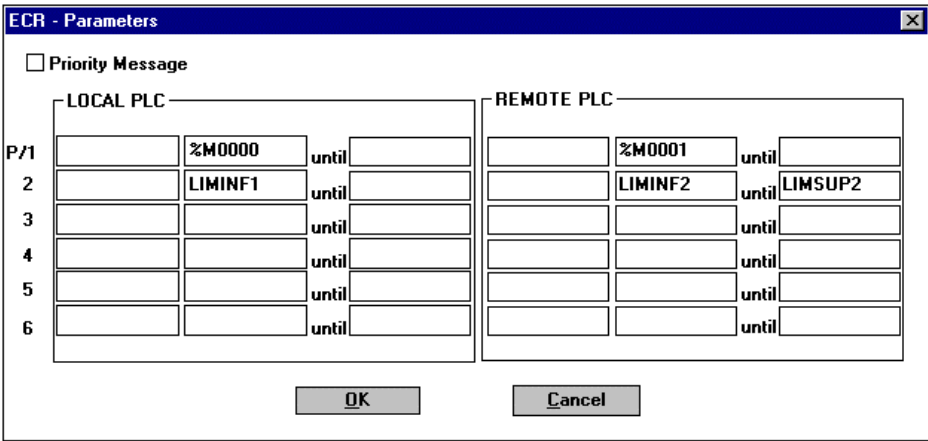 ECR - Parameters
Priority Message
LOCAL PLC REMOTE PLC
P/1 %M0000 until %M0001 until
2 LIMINF1 until LIMINF2 until LIMSUP2
3 until until
4 until until
5 until until
6 until until
OK Cancel